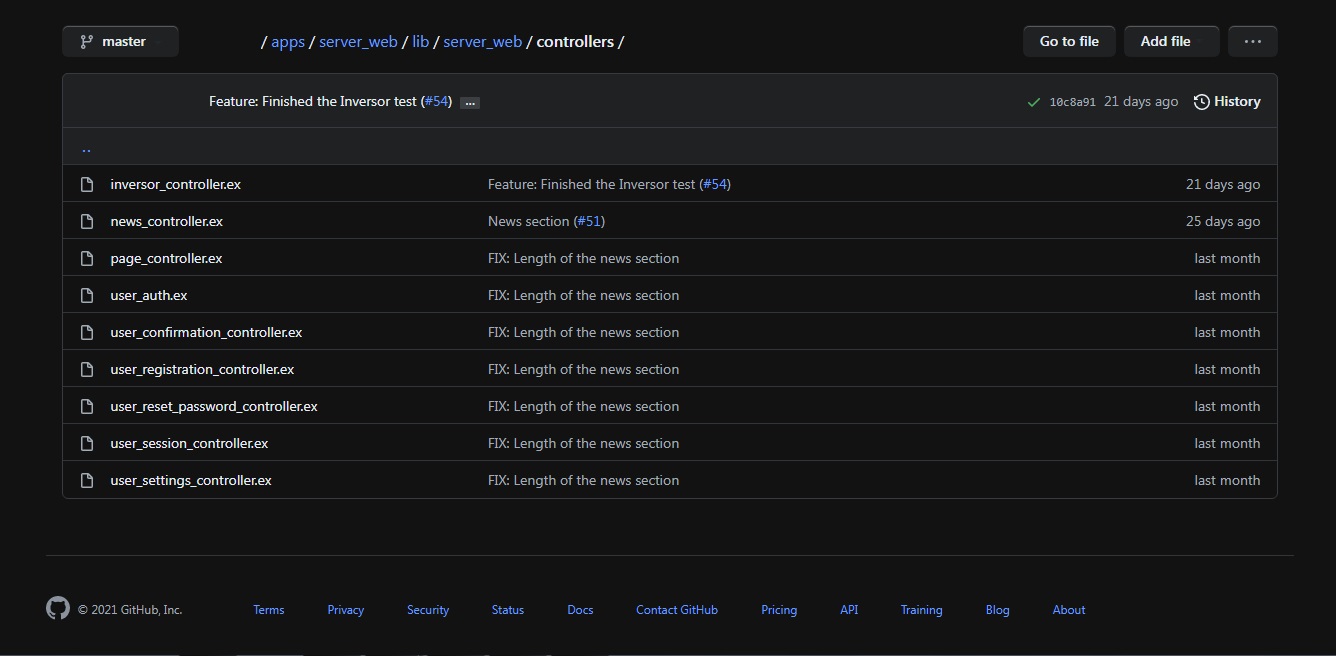 master / apps / server_web / lib / server_web / controllers / Go to file Add file ...
Feature: Finished the Inversor test (#54) ... 10c8a91 21 days ago History
..
inversor_controller.ex Feature: Finished the Inversor test (#54) 21 days ago
news_controller.ex News section (#51) 25 days ago
page_controller.ex FIX: Length of the news section last month
user_auth.ex FIX: Length of the news section last month
user_confirmation_controller.ex FIX: Length of the news section last month
user_registration_controller.ex FIX: Length of the news section last month
user_reset_password_controller.ex FIX: Length of the news section last month
user_session_controller.ex FIX: Length of the news section last month
user_settings_controller.ex FIX: Length of the news section last month
© 2021 GitHub, Inc. Terms Privacy Security Status Docs Contact GitHub Pricing API Training Blog About